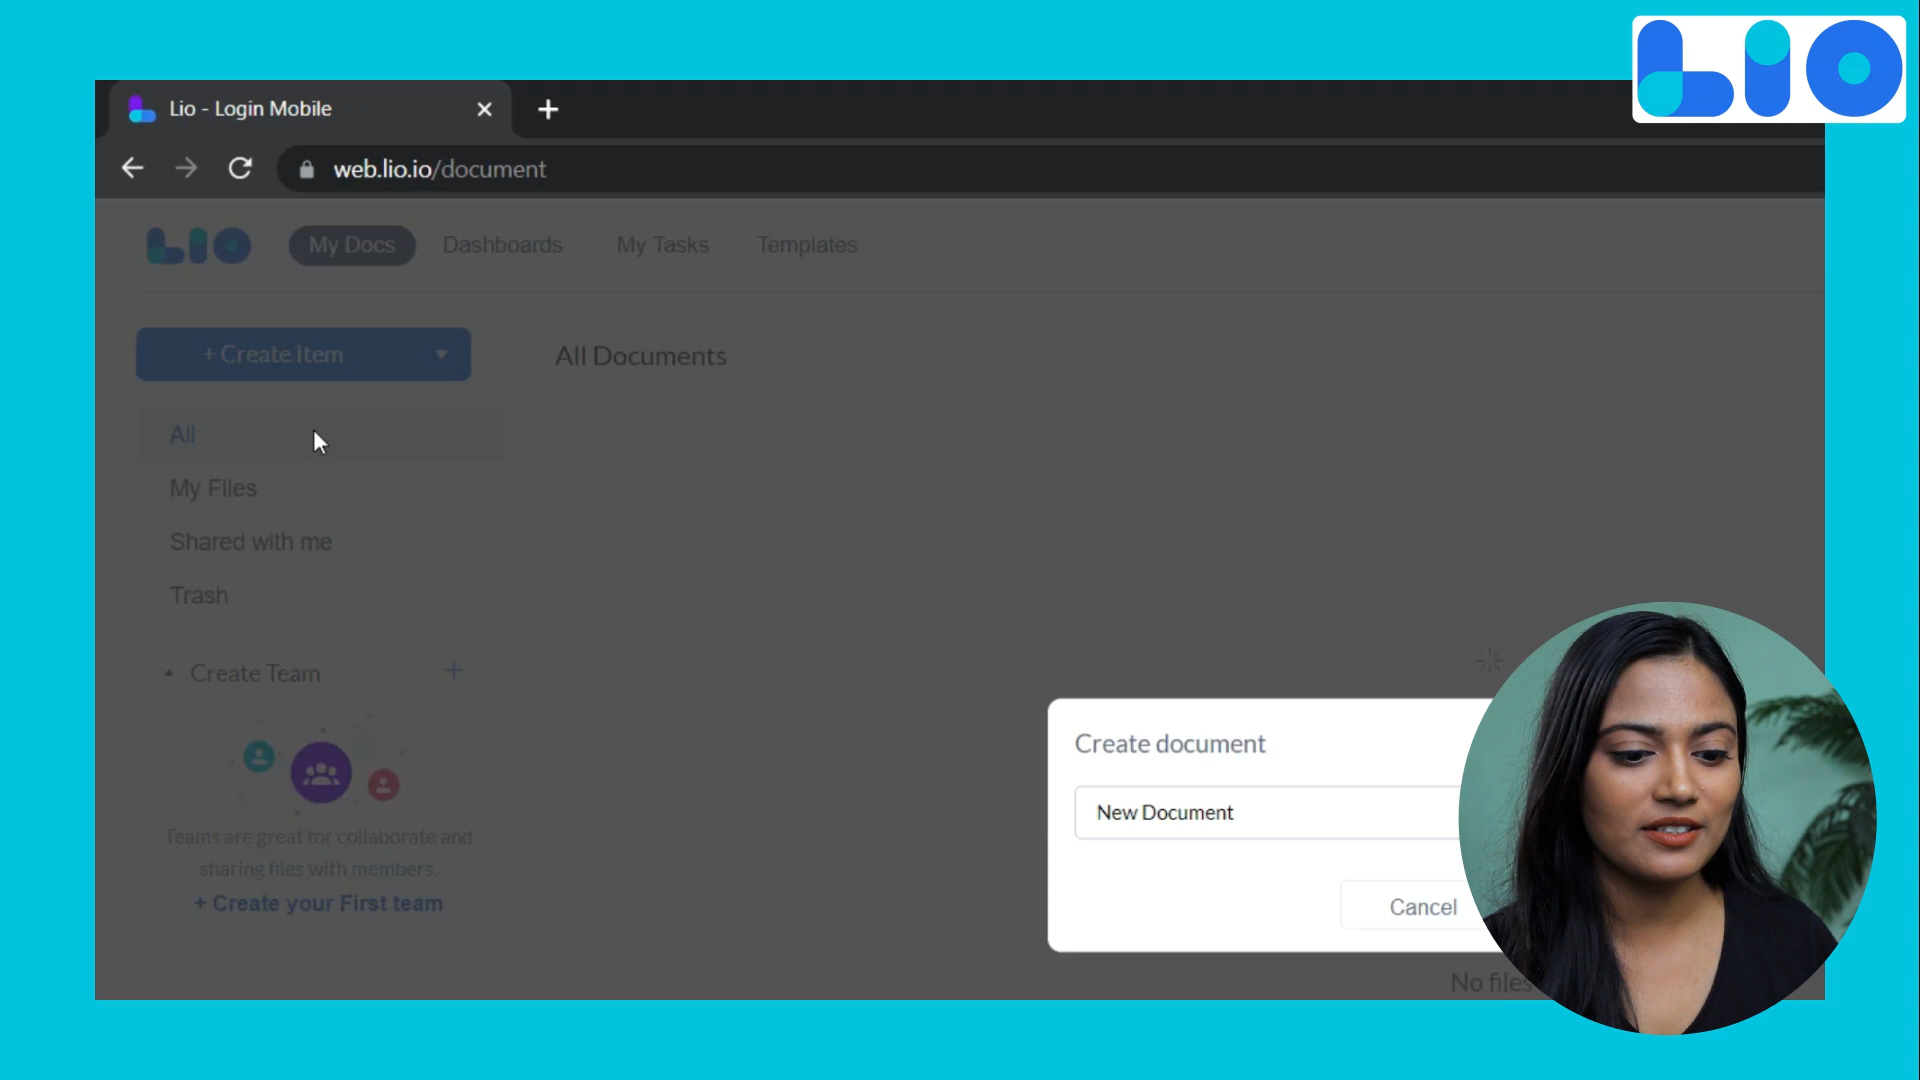 LIO
Lio - Login Mobile
web.lio.io/document
LIO
My Docs
Dashboards
My Tasks
Templates
+ Create Item
All Documents
All
My Files
Shared with me
Trash
Create Team
Teams are great for collaborate and
sharing files with members.
+ Create your First team
Create document
New Document
Cancel
No files